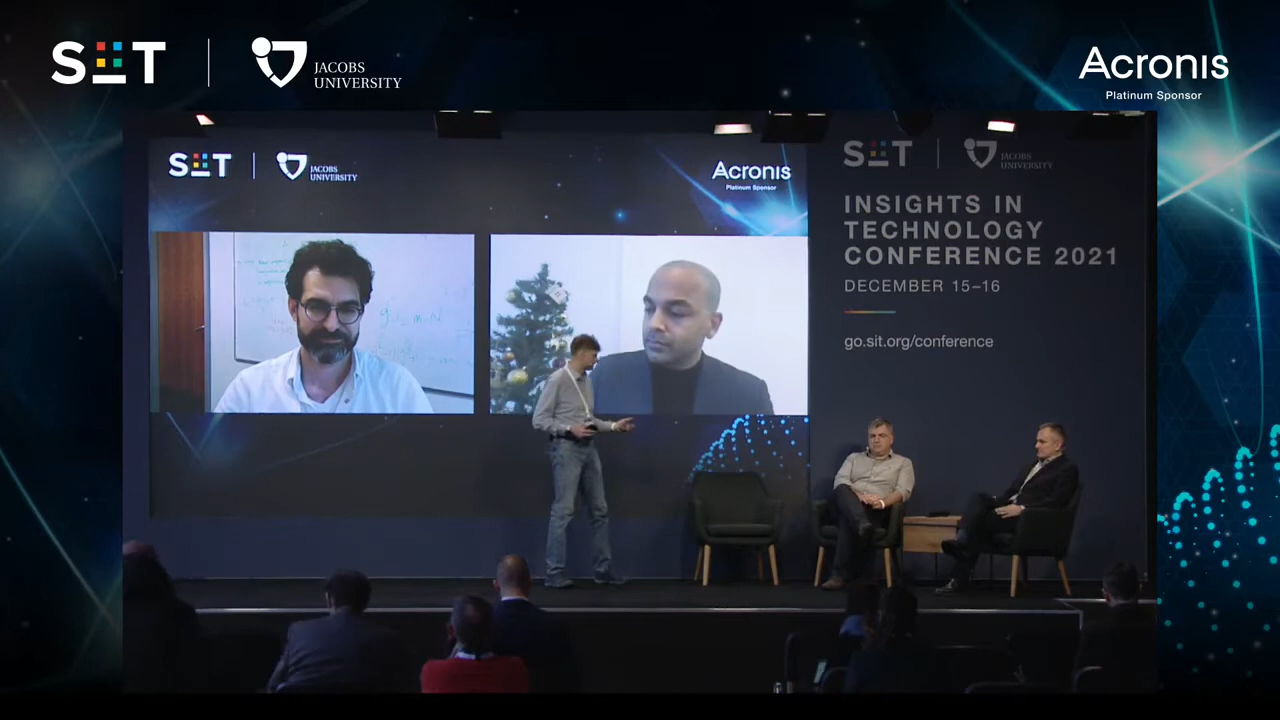 SIT
JACOBS
UNIVERSITY
Acronis
Platinum Sponsor
SIT
JACOBS
UNIVERSITY
Acronis
Platinum Sponsor
SIT
JACOBS
UNIVERSITY
INSIGHTS IN
TECHNOLOGY
CONFERENCE 2021
DECEMBER 15–16
go.sit.org/conference